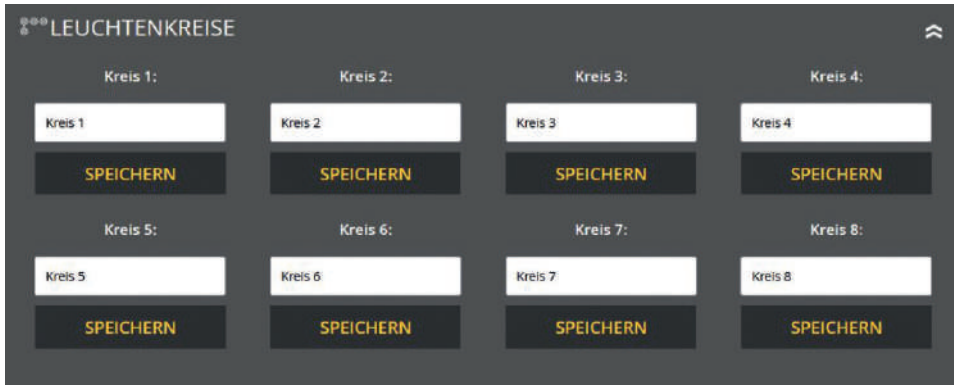 LEUCHTENKREISE
Kreis 1: Kreis 2: Kreis 3: Kreis 4:
Kreis 1 Kreis 2 Kreis 3 Kreis 4
SPEICHERN SPEICHERN SPEICHERN SPEICHERN
Kreis 5: Kreis 6: Kreis 7: Kreis 8:
Kreis 5 Kreis 6 Kreis 7 Kreis 8
SPEICHERN SPEICHERN SPEICHERN SPEICHERN